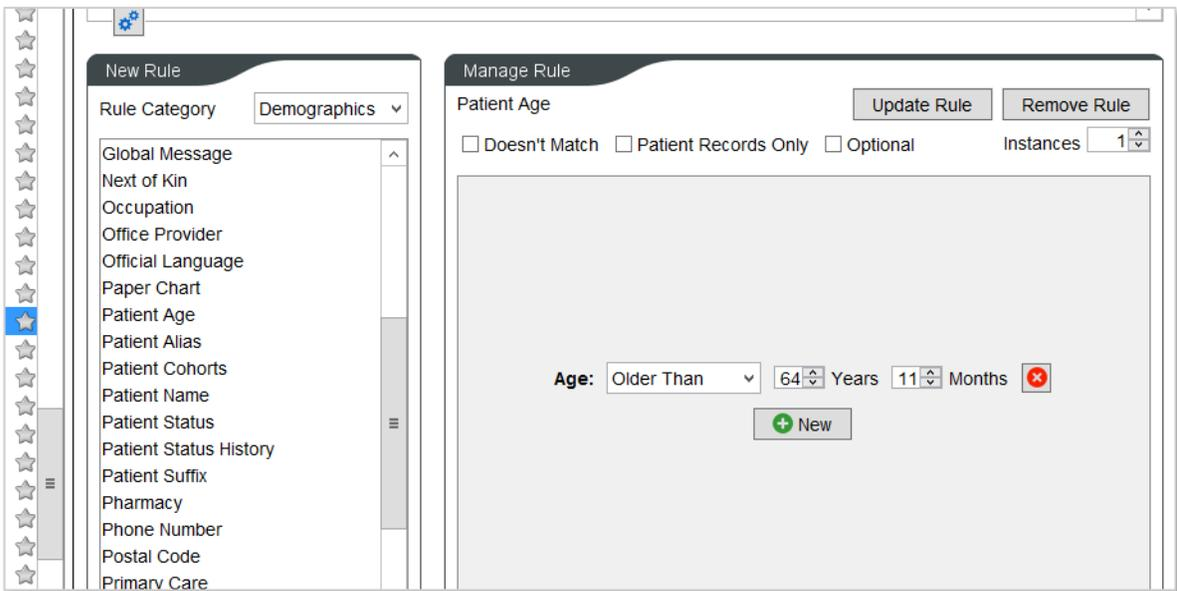 New Rule
Rule Category Demographics
Global Message
Next of Kin
Occupation
Office Provider
Official Language
Paper Chart
Patient Age
Patient Alias
Patient Cohorts
Patient Name
Patient Status
Patient Status History
Patient Suffix
Pharmacy
Phone Number
Postal Code
Primary Care
Manage Rule
Patient Age Update Rule Remove Rule
Doesn't Match Patient Records Only Optional Instances 1
Age: Older Than 64 Years 11 Months
New